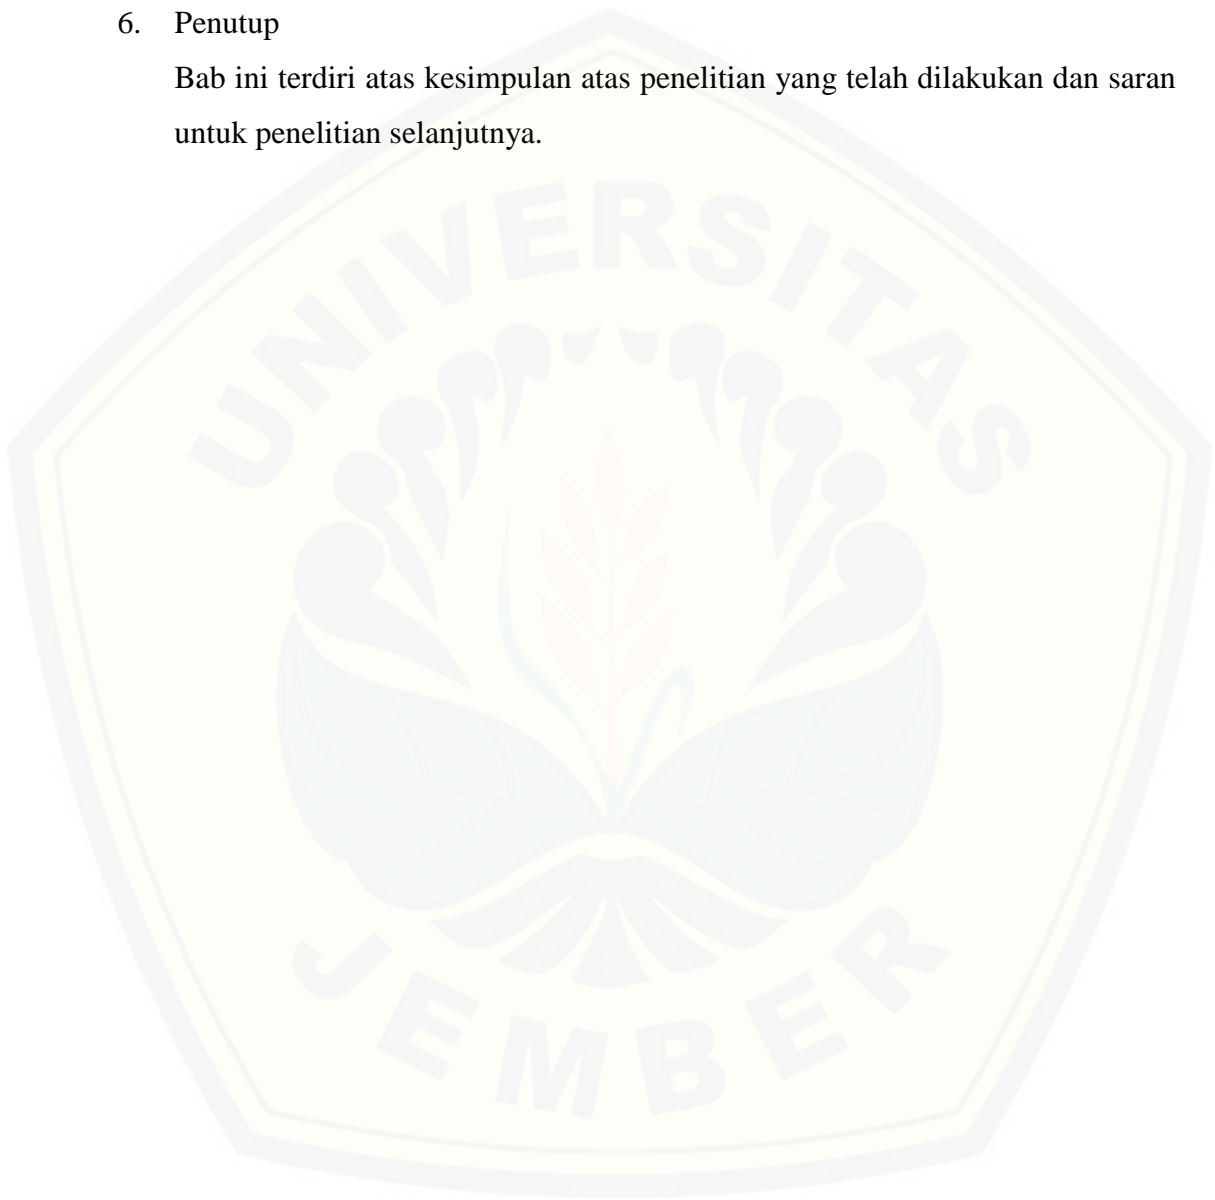 6. Penutup
Bab ini terdiri atas kesimpulan atas penelitian yang telah dilakukan dan saran
untuk penelitian selanjutnya.
UNIVERSITAS
JEMBER